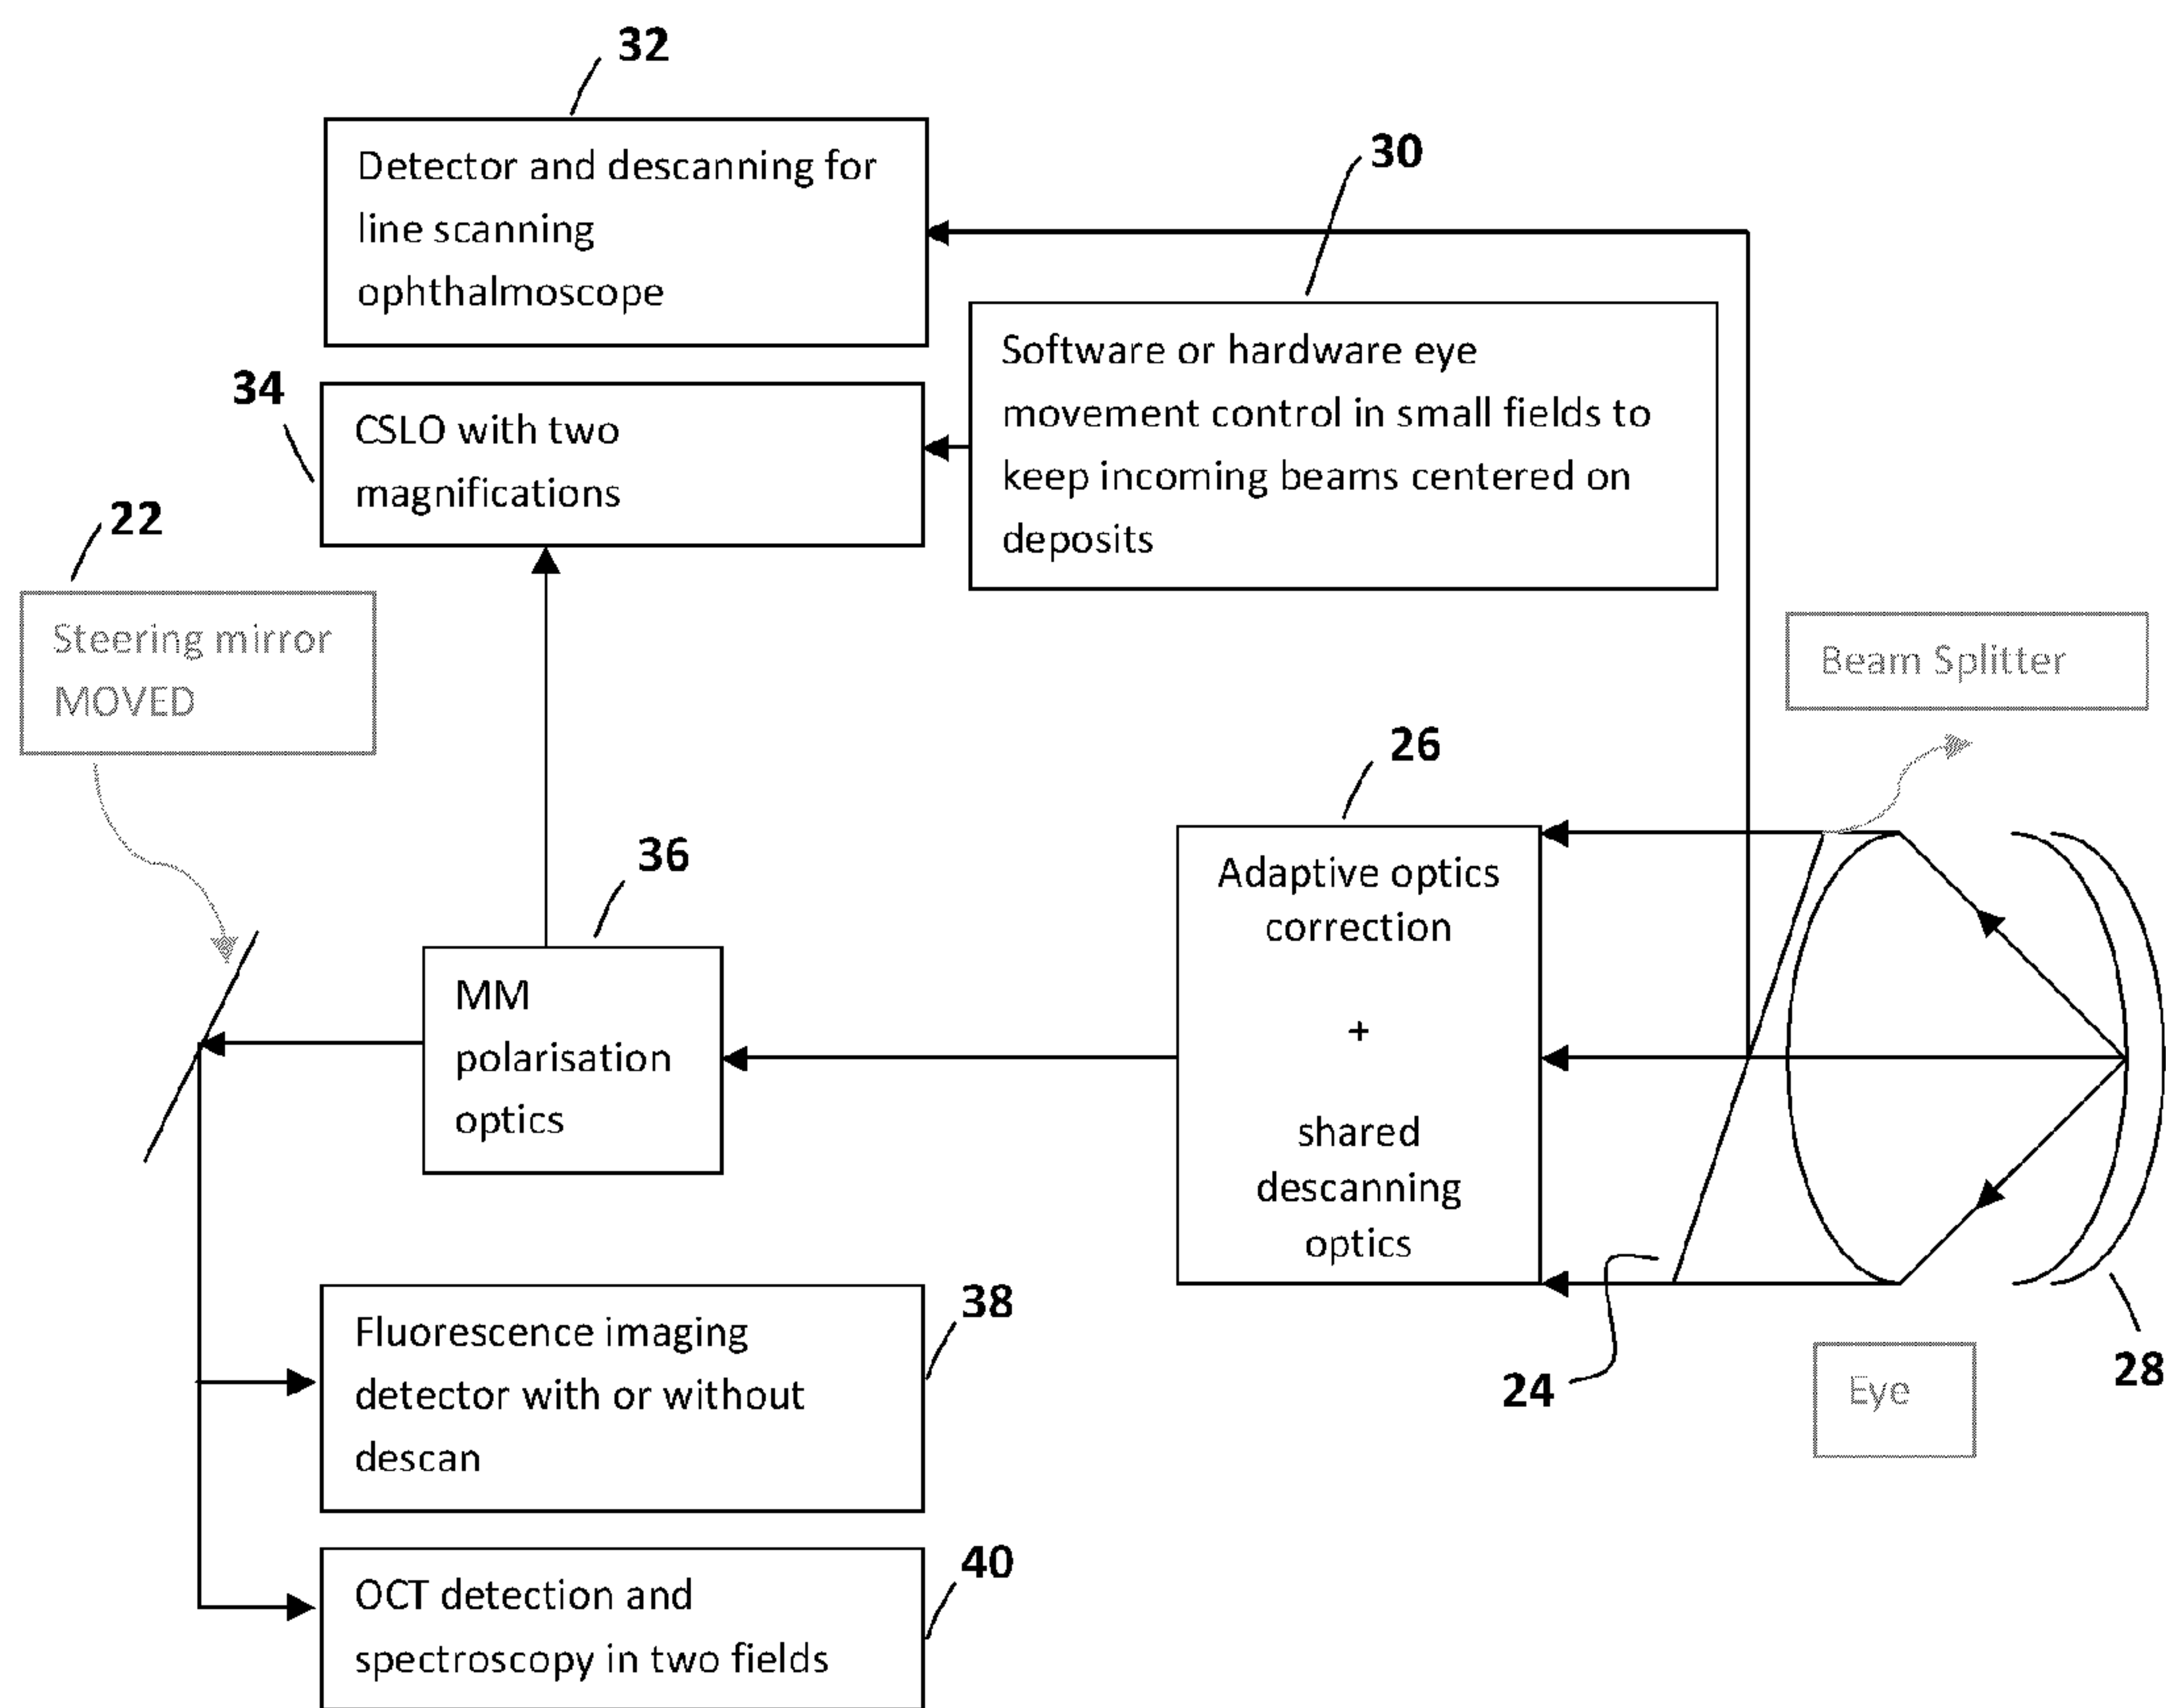 32
Detector and descanning for
line scanning
ophthalmoscope
30
Software or hardware eye
movement control in small fields to
keep incoming beams centered on
deposits
34
CSLO with two
magnifications
22
Steering mirror
MOVED
Beam Splitter
26
Adaptive optics
correction
+
shared
descanning
optics
36
MM
polarisation
optics
38
Fluorescence imaging
detector with or without
descan
24
Eye
28
40
OCT detection and
spectroscopy in two fields